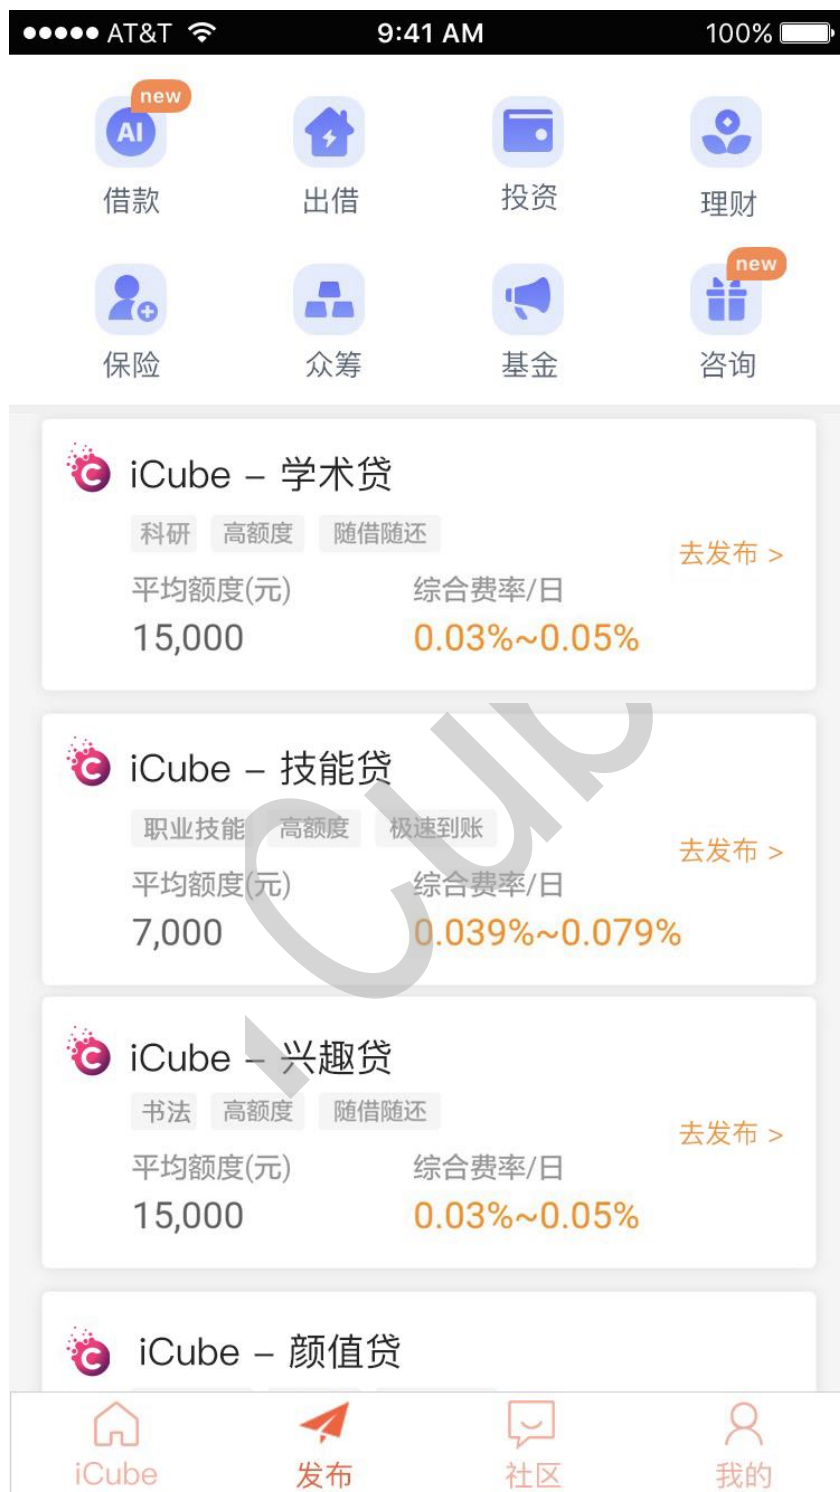 ●●●●● AT&T 9:41 AM 100%
new
AI
借款 出借 投资 理财
new
保险 众筹 基金 咨询
iCube – 学术贷
科研 高额度 随借随还
去发布 >
平均额度(元) 综合费率/日
15,000 0.03%~0.05%
iCube – 技能贷
职业技能 高额度 极速到账
去发布 >
平均额度(元) 综合费率/日
7,000 0.039%~0.079%
iCube – 兴趣贷
书法 高额度 随借随还
去发布 >
平均额度(元) 综合费率/日
15,000 0.03%~0.05%
iCube – 颜值贷
iCube 发布 社区 我的